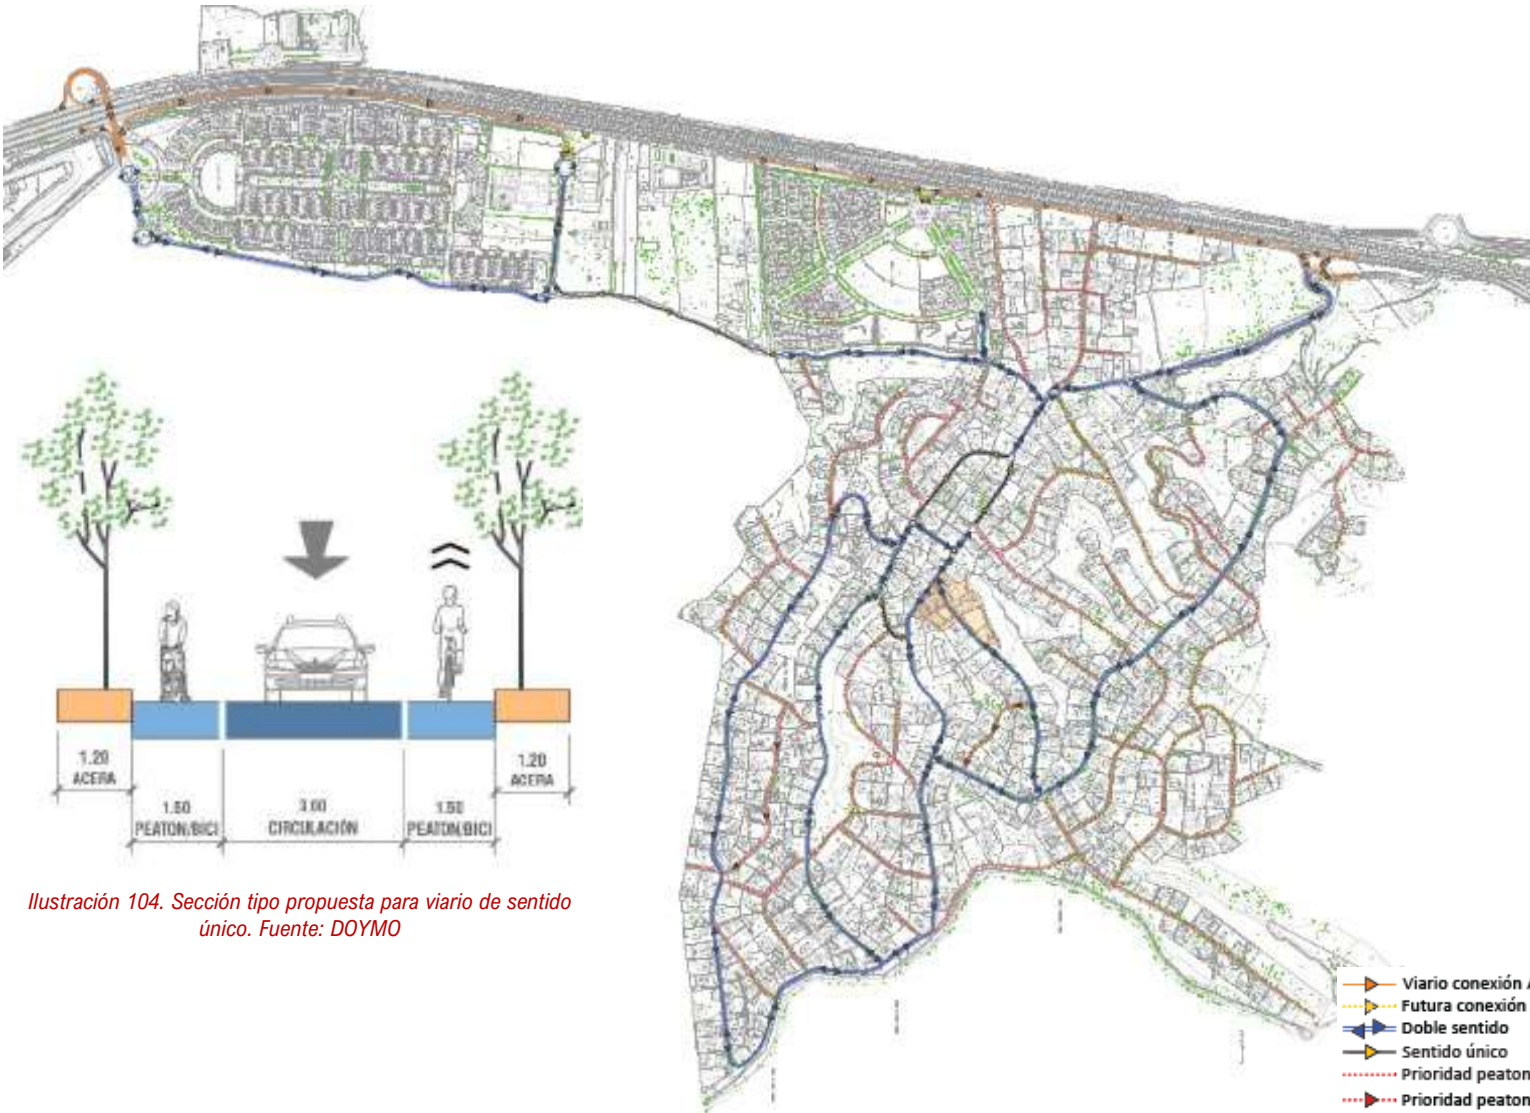 1.20
ACERA
1.50
PEATON/BICI
3.00
CIRCULACIÓN
1.50
PEATON/BICI
1.20
ACERA
Ilustración 104. Sección tipo propuesta para viario de sentido
único. Fuente: DOYMO
Viario conexión
Futura conexión
Doble sentido
Sentido único
Prioridad peaton
Prioridad peaton